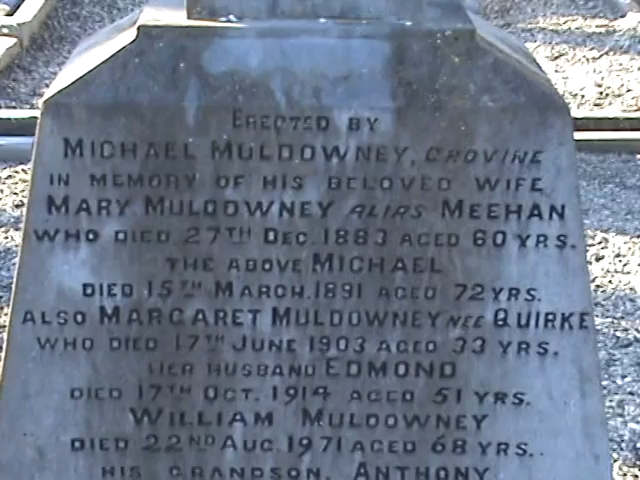 ERECTED BY
MICHAEL MULDOWNEY, CROVINE
IN MEMORY OF HIS BELOVED WIFE
MARY MULDOWNEY ALIAS MEEHAN
WHO DIED 27TH DEC. 1883 AGED 60 YRS.
THE ABOVE MICHAEL
DIED 15TH MARCH. 1891 AGED 72 YRS.
ALSO MARGARET MULDOWNEY NEE QUIRKE
WHO DIED 17TH JUNE 1903 AGED 33 YRS.
HER HUSBAND EDMOND
DIED 17TH OCT. 1914 AGED 51 YRS.
WILLIAM MULDOWNEY
DIED 22ND AUG. 1971 AGED 68 YRS.
HIS GRANDSON, ANTHONY